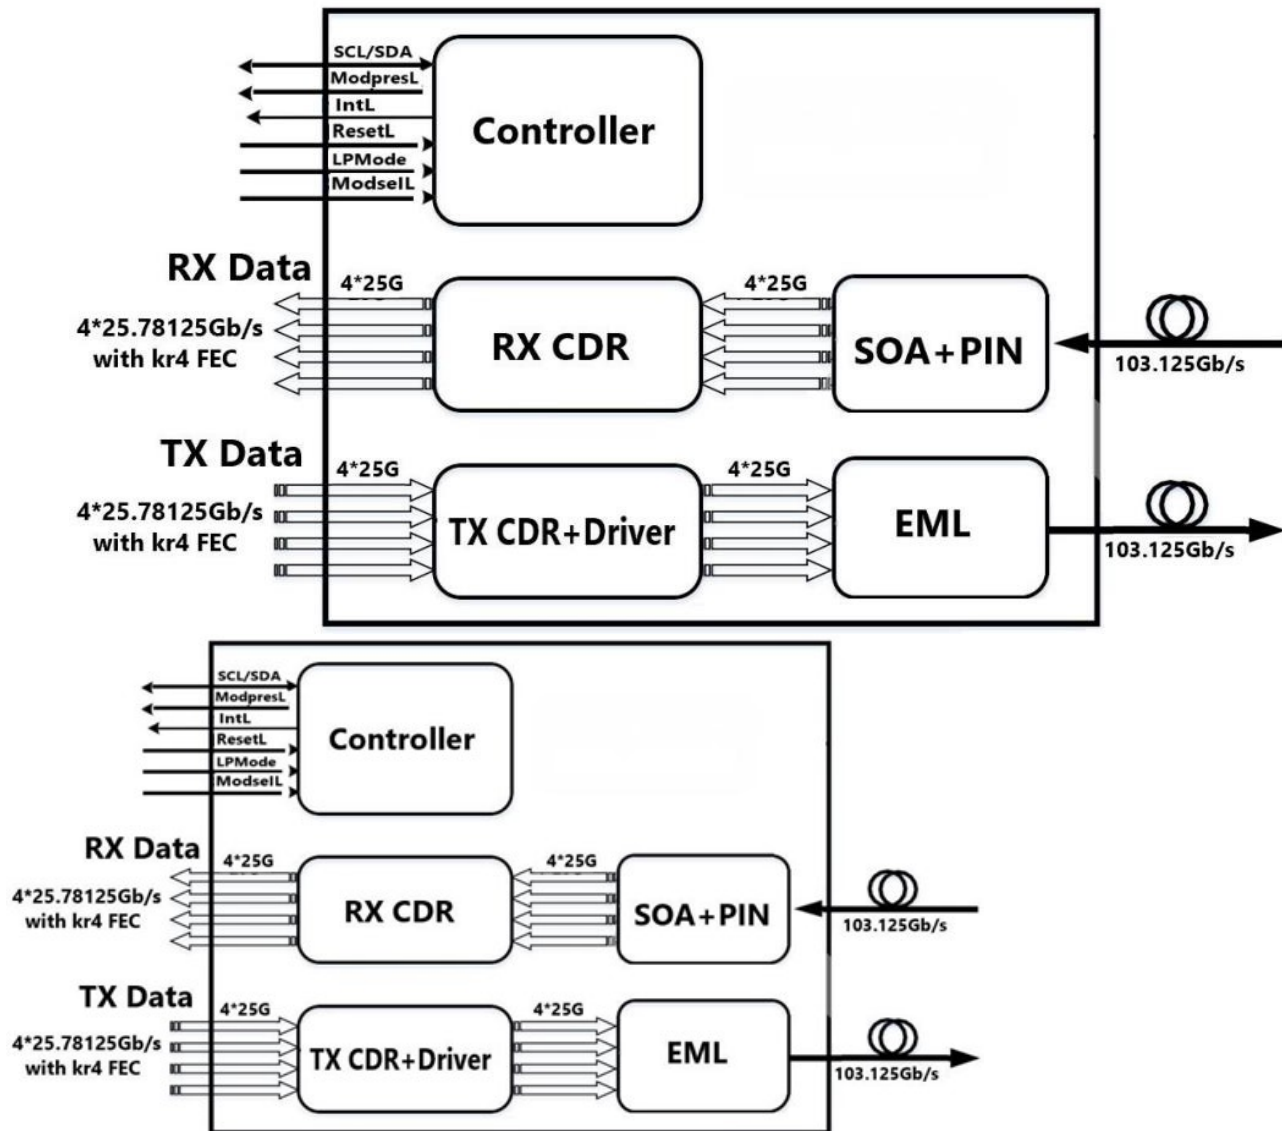 SCL/SDA
ModpresL
IntL
ResetL
LPMode
ModselL
Controller
RX Data
4*25G
4*25G
4*25.78125Gb/s
with kr4 FEC
RX CDR
SOA+PIN
103.125Gb/s
TX Data
4*25G
4*25G
4*25.78125Gb/s
with kr4 FEC
TX CDR+Driver
EML
103.125Gb/s
SCL/SDA
ModpresL
IntL
ResetL
LPMode
ModselL
Controller
RX Data
4*25G
4*25G
4*25.78125Gb/s
with kr4 FEC
RX CDR
SOA+PIN
103.125Gb/s
TX Data
4*25G
4*25G
4*25.78125Gb/s
with kr4 FEC
TX CDR+Driver
EML
103.125Gb/s